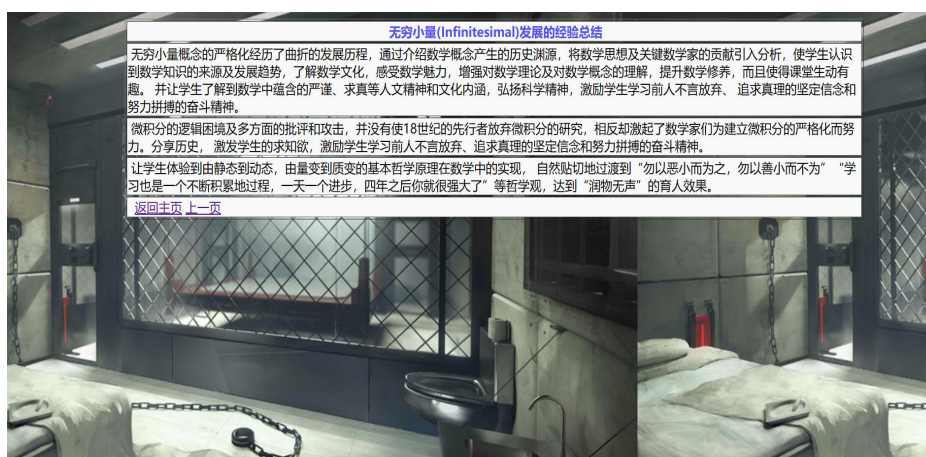 无穷小量(Infinitesimal)发展的经验总结
无穷小量概念的严格化经历了曲折的发展历程，通过介绍数学概念产生的历史渊源，将数学思想及关键数学家的贡献引入分析，使学生认识
到数学知识的来源及发展趋势，了解数学文化，感受数学魅力，增强对数学理论及对数学概念的理解，提升数学修养，而且使得课堂生动有
趣。 并让学生了解到数学中蕴含的严谨、求真等人文精神和文化内涵，弘扬科学精神，激励学生学习前人不言放弃、 追求真理的坚定信念和
努力拼搏的奋斗精神。
微积分的逻辑困境及多方面的批评和攻击，并没有使18世纪的先行者放弃微积分的研究，相反却激起了数学家们为建立微积分的严格化而努
力。分享历史， 激发学生的求知欲，激励学生学习前人不言放弃、追求真理的坚定信念和努力拼搏的奋斗精神。
让学生体验到由静态到动态，由量变到质变的基本哲学原理在数学中的实现， 自然贴切地过渡到“勿以恶小而为之，勿以善小而不为” “学
习也是一个不断积累地过程，一天一个进步，四年之后你就很强大了”等哲学观，达到“润物无声”的育人效果。
返回主页 上一页